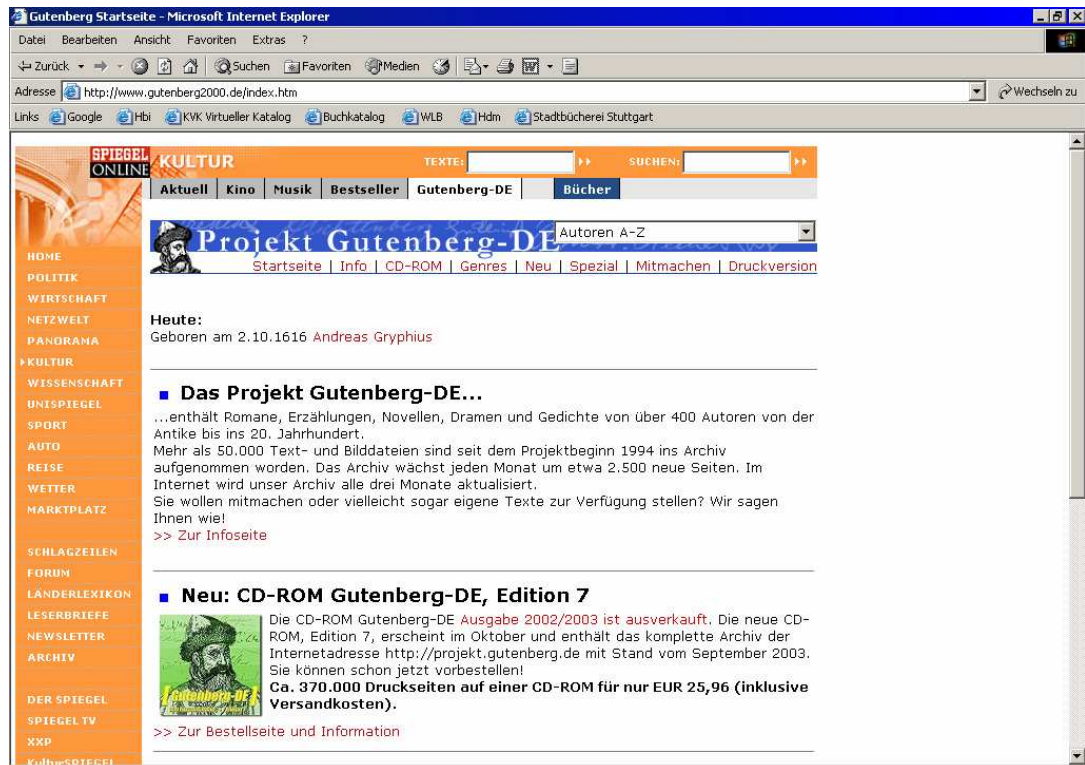 Gutenberg Startseite - Microsoft Internet Explorer
Datei Bearbeiten Ansicht Favoriten Extras ?
Zurück Suchen Favoriten Medien
Adresse http://www.gutenberg2000.de/index.htm Wechseln zu
Links Google Hbi KVK Virtueller Katalog Buchkatalog WLB Hdm Stadtbücherei Stuttgart
SPIEGEL ONLINE KULTUR TEXTE: SUCHEN:
Aktuell Kino Musik Bestseller Gutenberg-DE Bücher
Projekt Gutenberg-DE Autoren A-Z
Startseite | Info | CD-ROM | Genres | Neu | Spezial | Mitmachen | Druckversion
HOME
POLITIK
WIRTSCHAFT
NETZWELT
PANORAMA
KULTUR
WISSENSCHAFT
UNISPIEGEL
SPORT
AUTO
REISE
WETTER
MARKTPLATZ
SCHLAGZEILEN
FORUM
LÄNDERLEXIKON
LESERBRIEFE
NEWSLETTER
ARCHIV
DER SPIEGEL
SPIEGEL TV
XXP
KulturSPIEGEL
Heute:
Geboren am 2.10.1616 Andreas Gryphius
Das Projekt Gutenberg-DE...
...enthält Romane, Erzählungen, Novellen, Dramen und Gedichte von über 400 Autoren von der
Antike bis ins 20. Jahrhundert.
Mehr als 50.000 Text- und Bilddateien sind seit dem Projektbeginn 1994 ins Archiv
aufgenommen worden. Das Archiv wächst jeden Monat um etwa 2.500 neue Seiten. Im
Internet wird unser Archiv alle drei Monate aktualisiert.
Sie wollen mitmachen oder vielleicht sogar eigene Texte zur Verfügung stellen? Wir sagen
Ihnen wie!
>> Zur Infoseite
Neu: CD-ROM Gutenberg-DE, Edition 7
Gutenberg-DE
Die CD-ROM Gutenberg-DE Ausgabe 2002/2003 ist ausverkauft. Die neue CD-
ROM, Edition 7, erscheint im Oktober und enthält das komplette Archiv der
Internetadresse http://projekt.gutenberg.de mit Stand vom September 2003.
Sie können schon jetzt vorbestellen!
Ca. 370.000 Druckseiten auf einer CD-ROM für nur EUR 25,96 (inklusive
Versandkosten).
>> Zur Bestellseite und Information